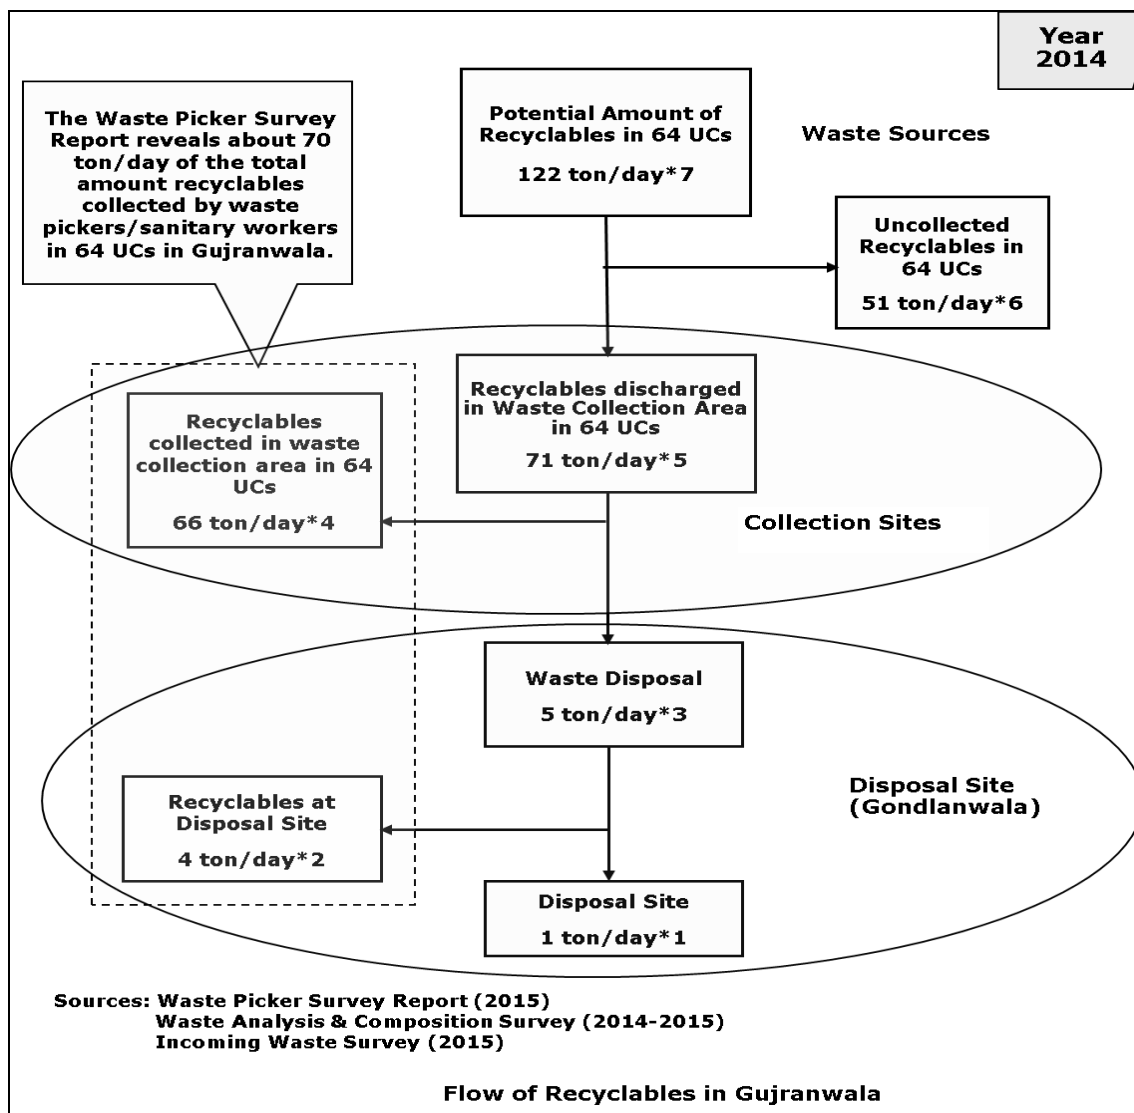 Year
2014
The Waste Picker Survey
Report reveals about 70
ton/day of the total
amount recyclables
collected by waste
pickers/sanitary workers
in 64 UCs in Gujranwala.
Potential Amount of
Recyclables in 64 UCs
122 ton/day*7
Waste Sources
Uncollected
Recyclables in
64 UCs
51 ton/day*6
Recyclables discharged
in Waste Collection Area
in 64 UCs
71 ton/day*5
Recyclables
collected in waste
collection area in 64
UCs
66 ton/day*4
Collection Sites
Waste Disposal
5 ton/day*3
Disposal Site
(Gondlanwala)
Recyclables at
Disposal Site
4 ton/day*2
Disposal Site
1 ton/day*1
Sources: Waste Picker Survey Report (2015)
Waste Analysis & Composition Survey (2014-2015)
Incoming Waste Survey (2015)
Flow of Recyclables in Gujranwala